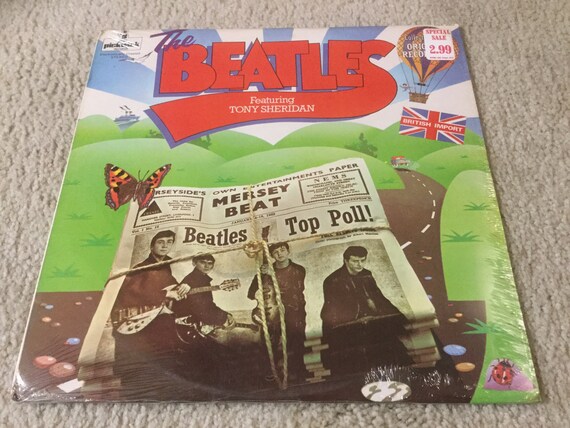 pickwick
The
BEATLES
Featuring
TONY SHERIDAN
SPECIAL
SALE
2.99
BRITISH IMPORT
MERSEYSIDE'S OWN ENTERTAINMENTS PAPER
NEWS
MERSEY
BEAT
Beatles Top Poll!